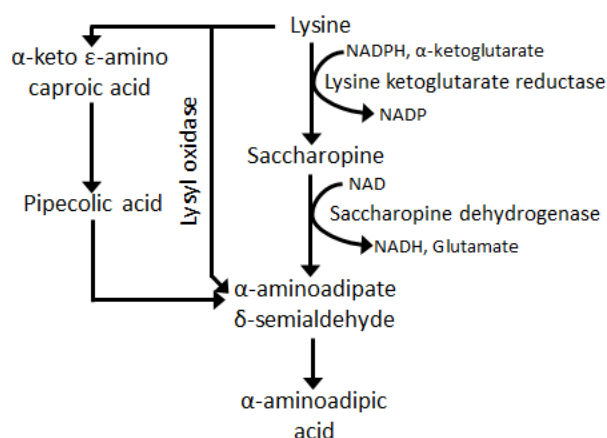 Lysine
α-keto ε-amino
caproic acid
NADPH, α-ketoglutarate
Lysine ketoglutarate reductase
NADP
Lysyl oxidase
Saccharopine
Pipecolic acid
NAD
Saccharopine dehydrogenase
NADH, Glutamate
α-aminoadipate
δ-semialdehyde
α-aminoadipic
acid